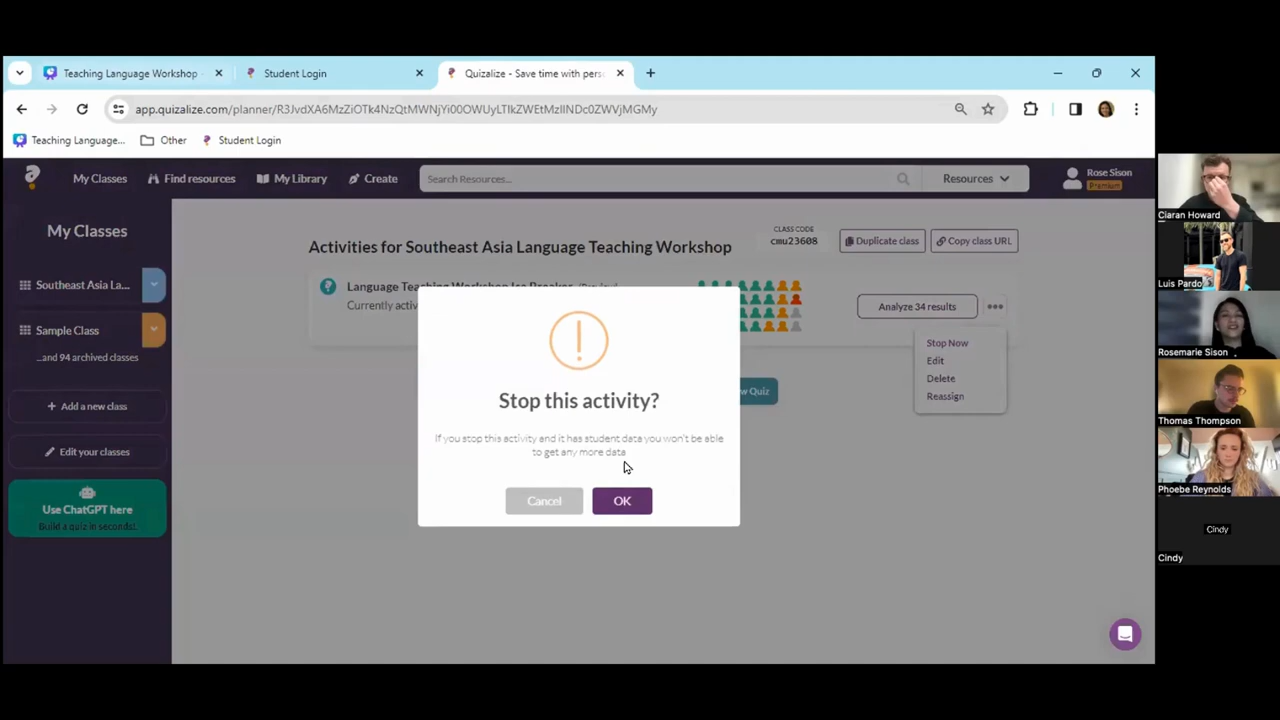 Teaching Language Workshop
Student Login
Quizalize - Save time with pers
app.quizalize.com/planner/
Teaching Language...
Other
Student Login
My Classes
Find resources
My Library
Create
Search Resources...
Resources
Rose Sison
Premium
My Classes
Southeast Asia La...
Sample Class
...and 94 archived classes
Add a new class
Edit your classes
Use ChatGPT here
Build a quiz in seconds!
Activities for Southeast Asia Language Teaching Workshop
CLASS CODE
cmu23608
Duplicate class
Copy class URL
Language Teaching Workshop Ice Breaker
Currently activ
Analyze 34 results
Stop Now
Edit
Delete
Reassign
w Quiz
Stop this activity?
If you stop this activity and it has student data you won't be able
to get any more data
Cancel
OK
Ciaran Howard
Luis Pardo
Rosemarie Sison
Thomas Thompson
Phoebe Reynolds
Cindy
Cindy